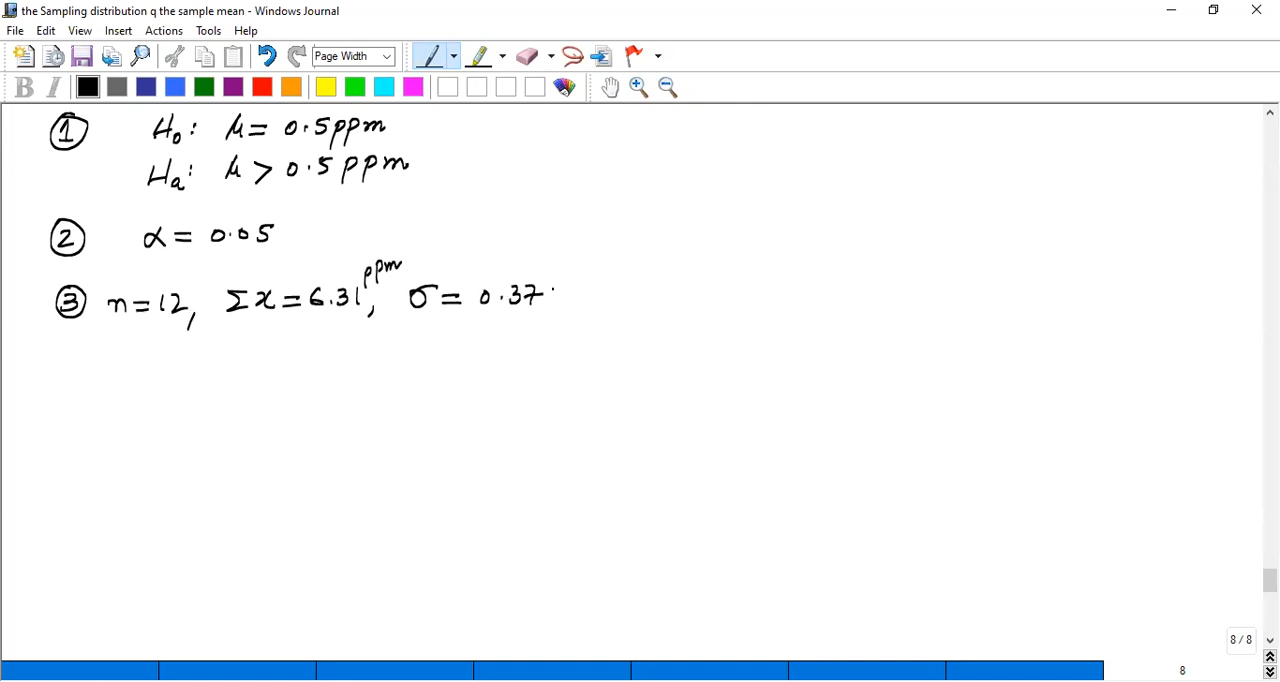 the Sampling distribution q the sample mean - Windows Journal
File Edit View Insert Actions Tools Help
Page Width
B I
① H₀: μ = 0.5ppm
Hₐ: μ > 0.5 ppm
② α = 0.05
③ n = 12, Σx = 6.31 ppm, σ = 0.37
8 / 8
8